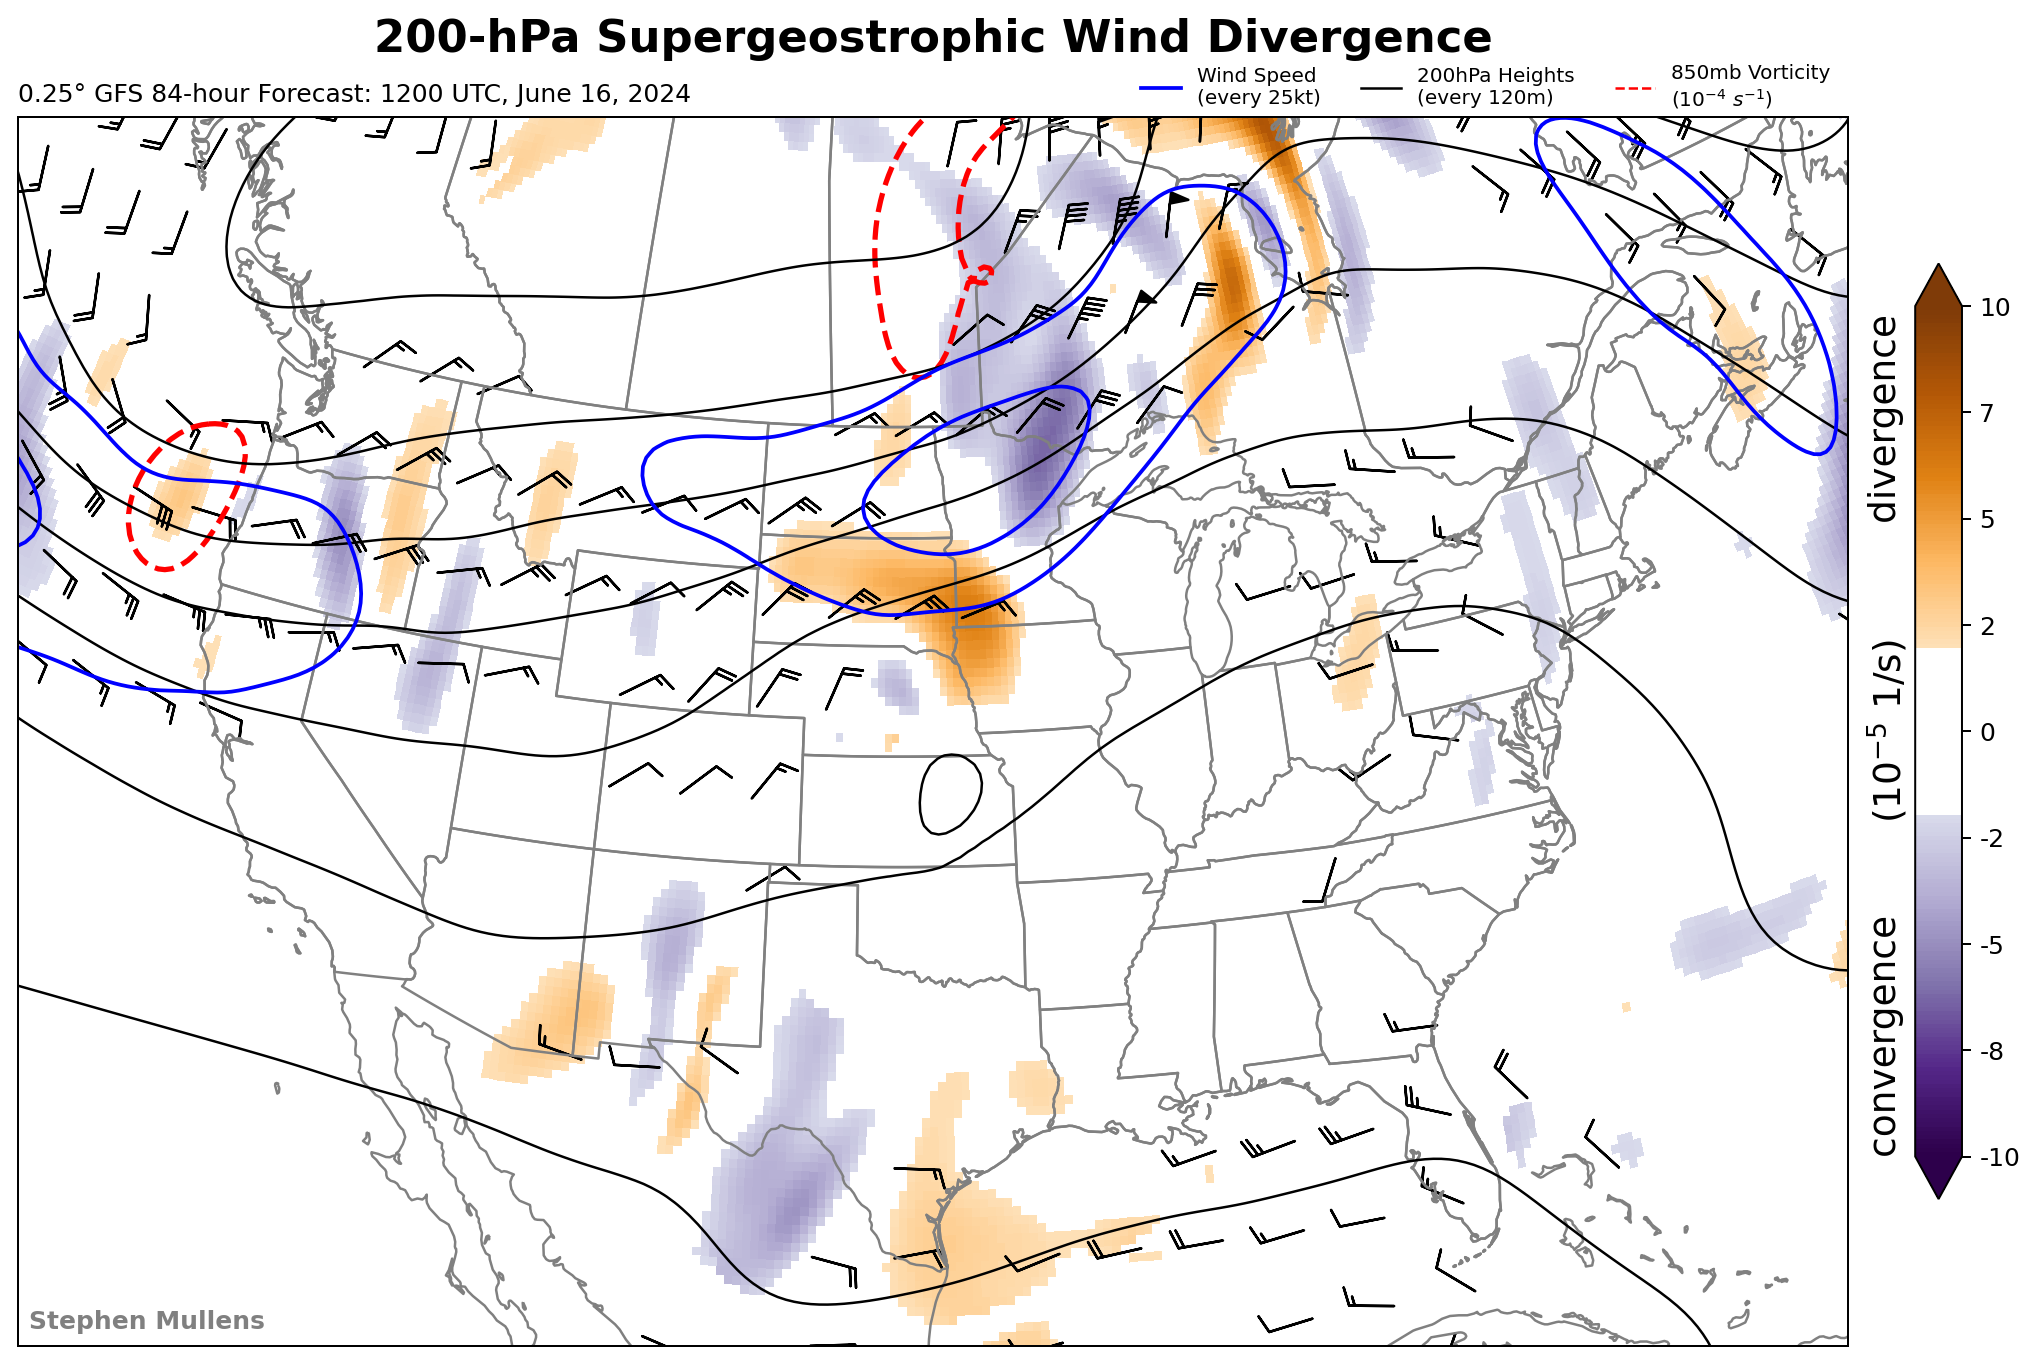 200-hPa Supergeostrophic Wind Divergence
0.25° GFS 84-hour Forecast: 1200 UTC, June 16, 2024
Wind Speed
(every 25kt)
200hPa Heights
(every 120m)
850mb Vorticity
(10⁻⁴ s⁻¹)
10
7
5
2
0
-2
-5
-8
-10
convergence (10⁻⁵ 1/s) divergence
Stephen Mullens